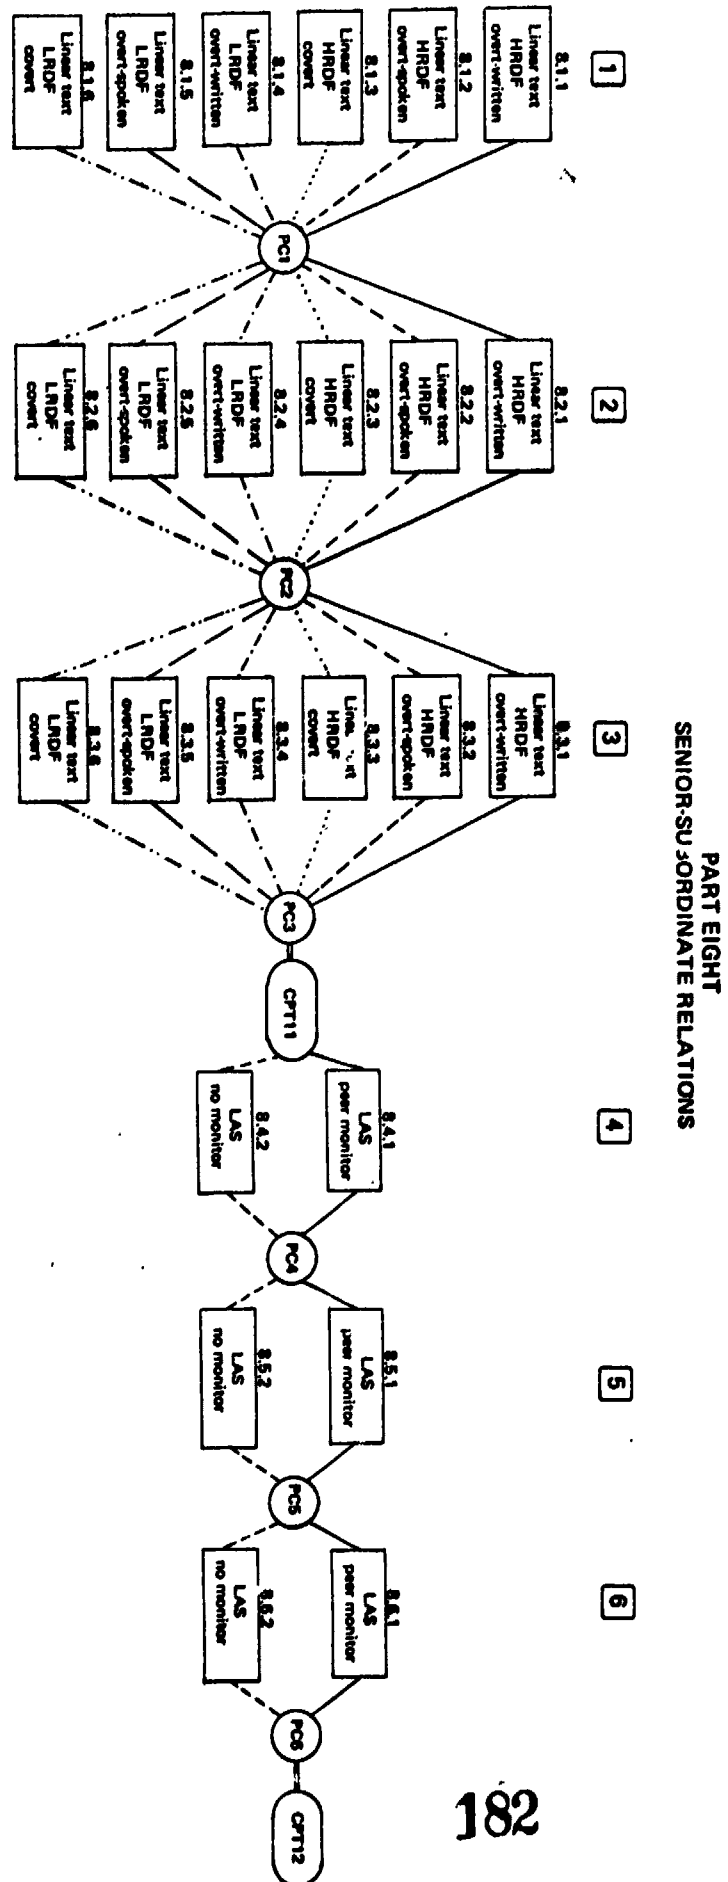 PART EIGHT
SENIOR-SUBORDINATE RELATIONS
1
2
3
4
5
6
8.1.1
Linear text
HRDF
overt-written
8.1.2
Linear text
HRDF
overt-spoken
8.1.3
Linear text
HRDF
covert
8.1.4
Linear text
LRDF
overt-written
8.1.5
Linear text
LRDF
overt-spoken
8.1.6
Linear text
LRDF
covert
PC1
8.2.1
Linear text
HRDF
overt-written
8.2.2
Linear text
HRDF
overt-spoken
8.2.3
Linear text
HRDF
covert
8.2.4
Linear text
LRDF
overt-written
8.2.5
Linear text
LRDF
overt-spoken
8.2.6
Linear text
LRDF
covert
PC2
8.3.1
Linear text
HRDF
overt-written
8.3.2
Linear text
HRDF
overt-spoken
8.3.3
HRDF
covert
8.3.4
Linear text
LRDF
overt-written
8.3.5
Linear text
LRDF
overt-spoken
8.3.6
Linear text
LRDF
covert
PC3
CPT11
8.4.1
LAS
peer monitor
8.4.2
LAS
no monitor
PC4
8.5.1
LAS
peer monitor
8.5.2
LAS
no monitor
PC5
8.6.1
LAS
peer monitor
8.6.2
LAS
no monitor
PC6
CPT12
182